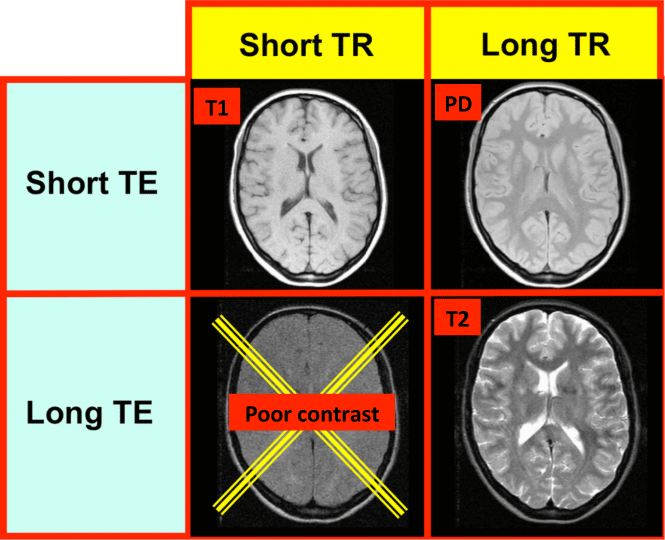 Short TR
Long TR
Short TE
T1
PD
Long TE
Poor contrast
T2